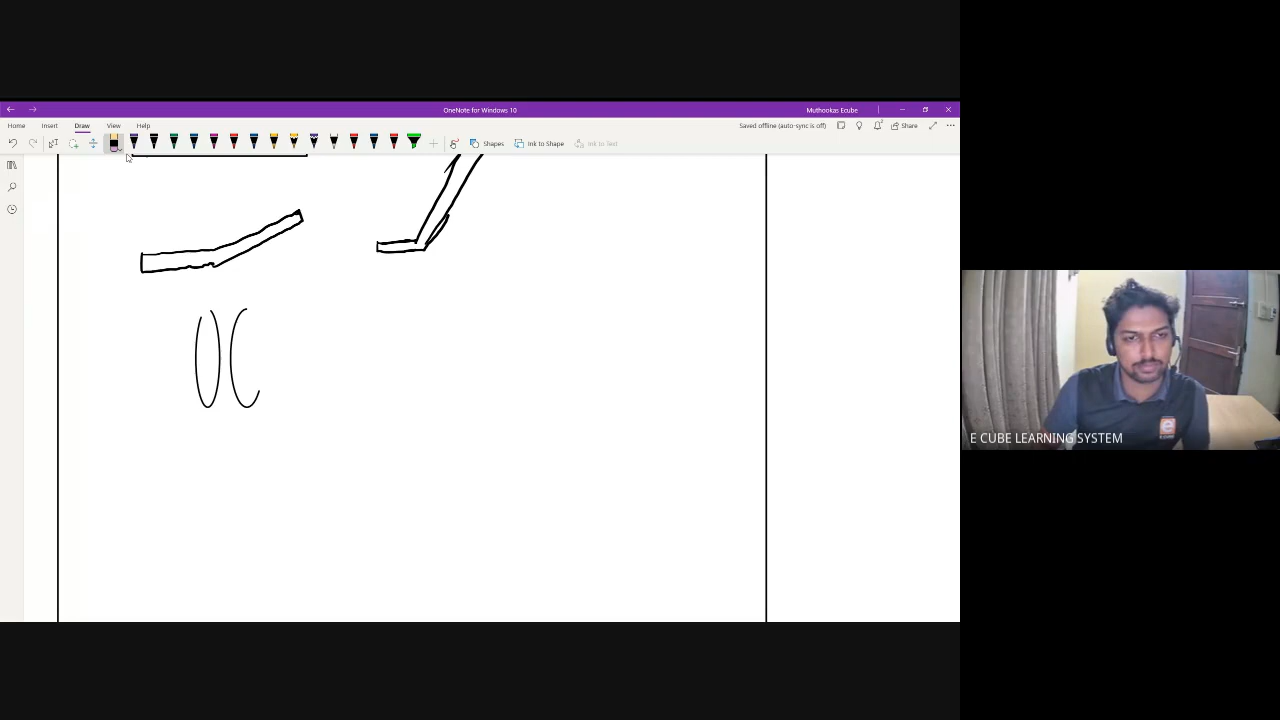 OneNote for Windows 10
Muthookas Ecube
Home Insert Draw View Help
Saved offline (auto-sync is off)
Share
Shapes
Ink to Shape
Ink to Text
E CUBE
E CUBE LEARNING SYSTEM